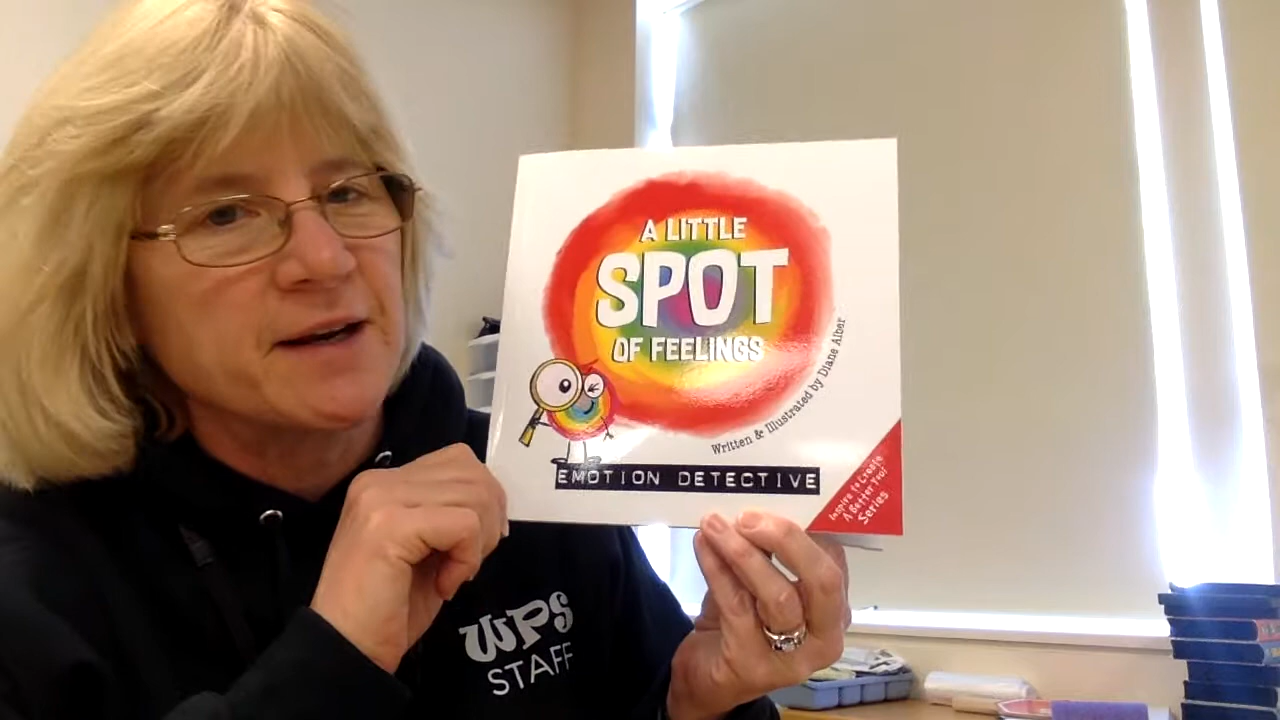 A LITTLE
SPOT
OF FEELINGS
Written & Illustrated by Diane Alber
EMOTION DETECTIVE
Inspire to Create
A Better You!
Series
WPS
STAFF